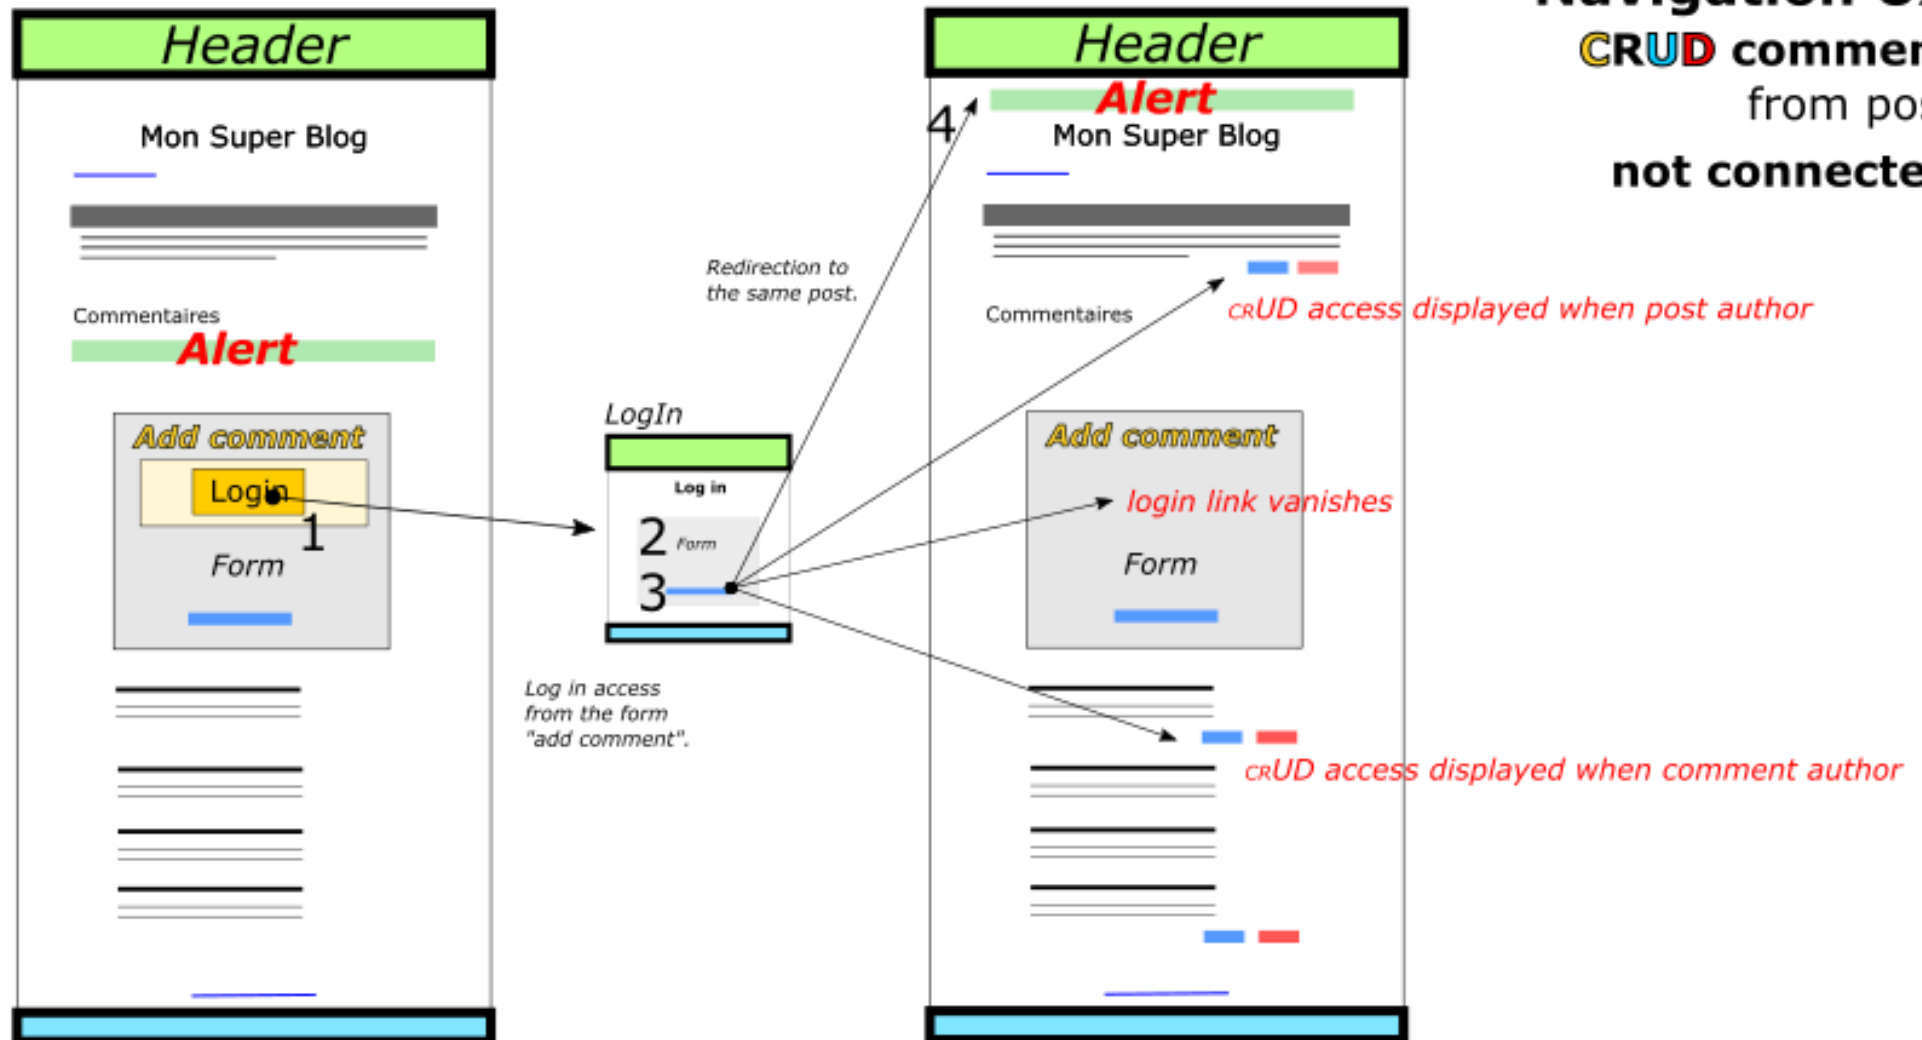 Header
Mon Super Blog
Commentaires
Alert
Add comment
Login
1
Form
Redirection to
the same post.
LogIn
Log in
2 Form
3
Log in access
from the form
"add comment".
Header
Alert
4
Mon Super Blog
CRUD access displayed when post author
Commentaires
Add comment
login link vanishes
Form
CRUD access displayed when comment author
Navigation
CRUD
from
not